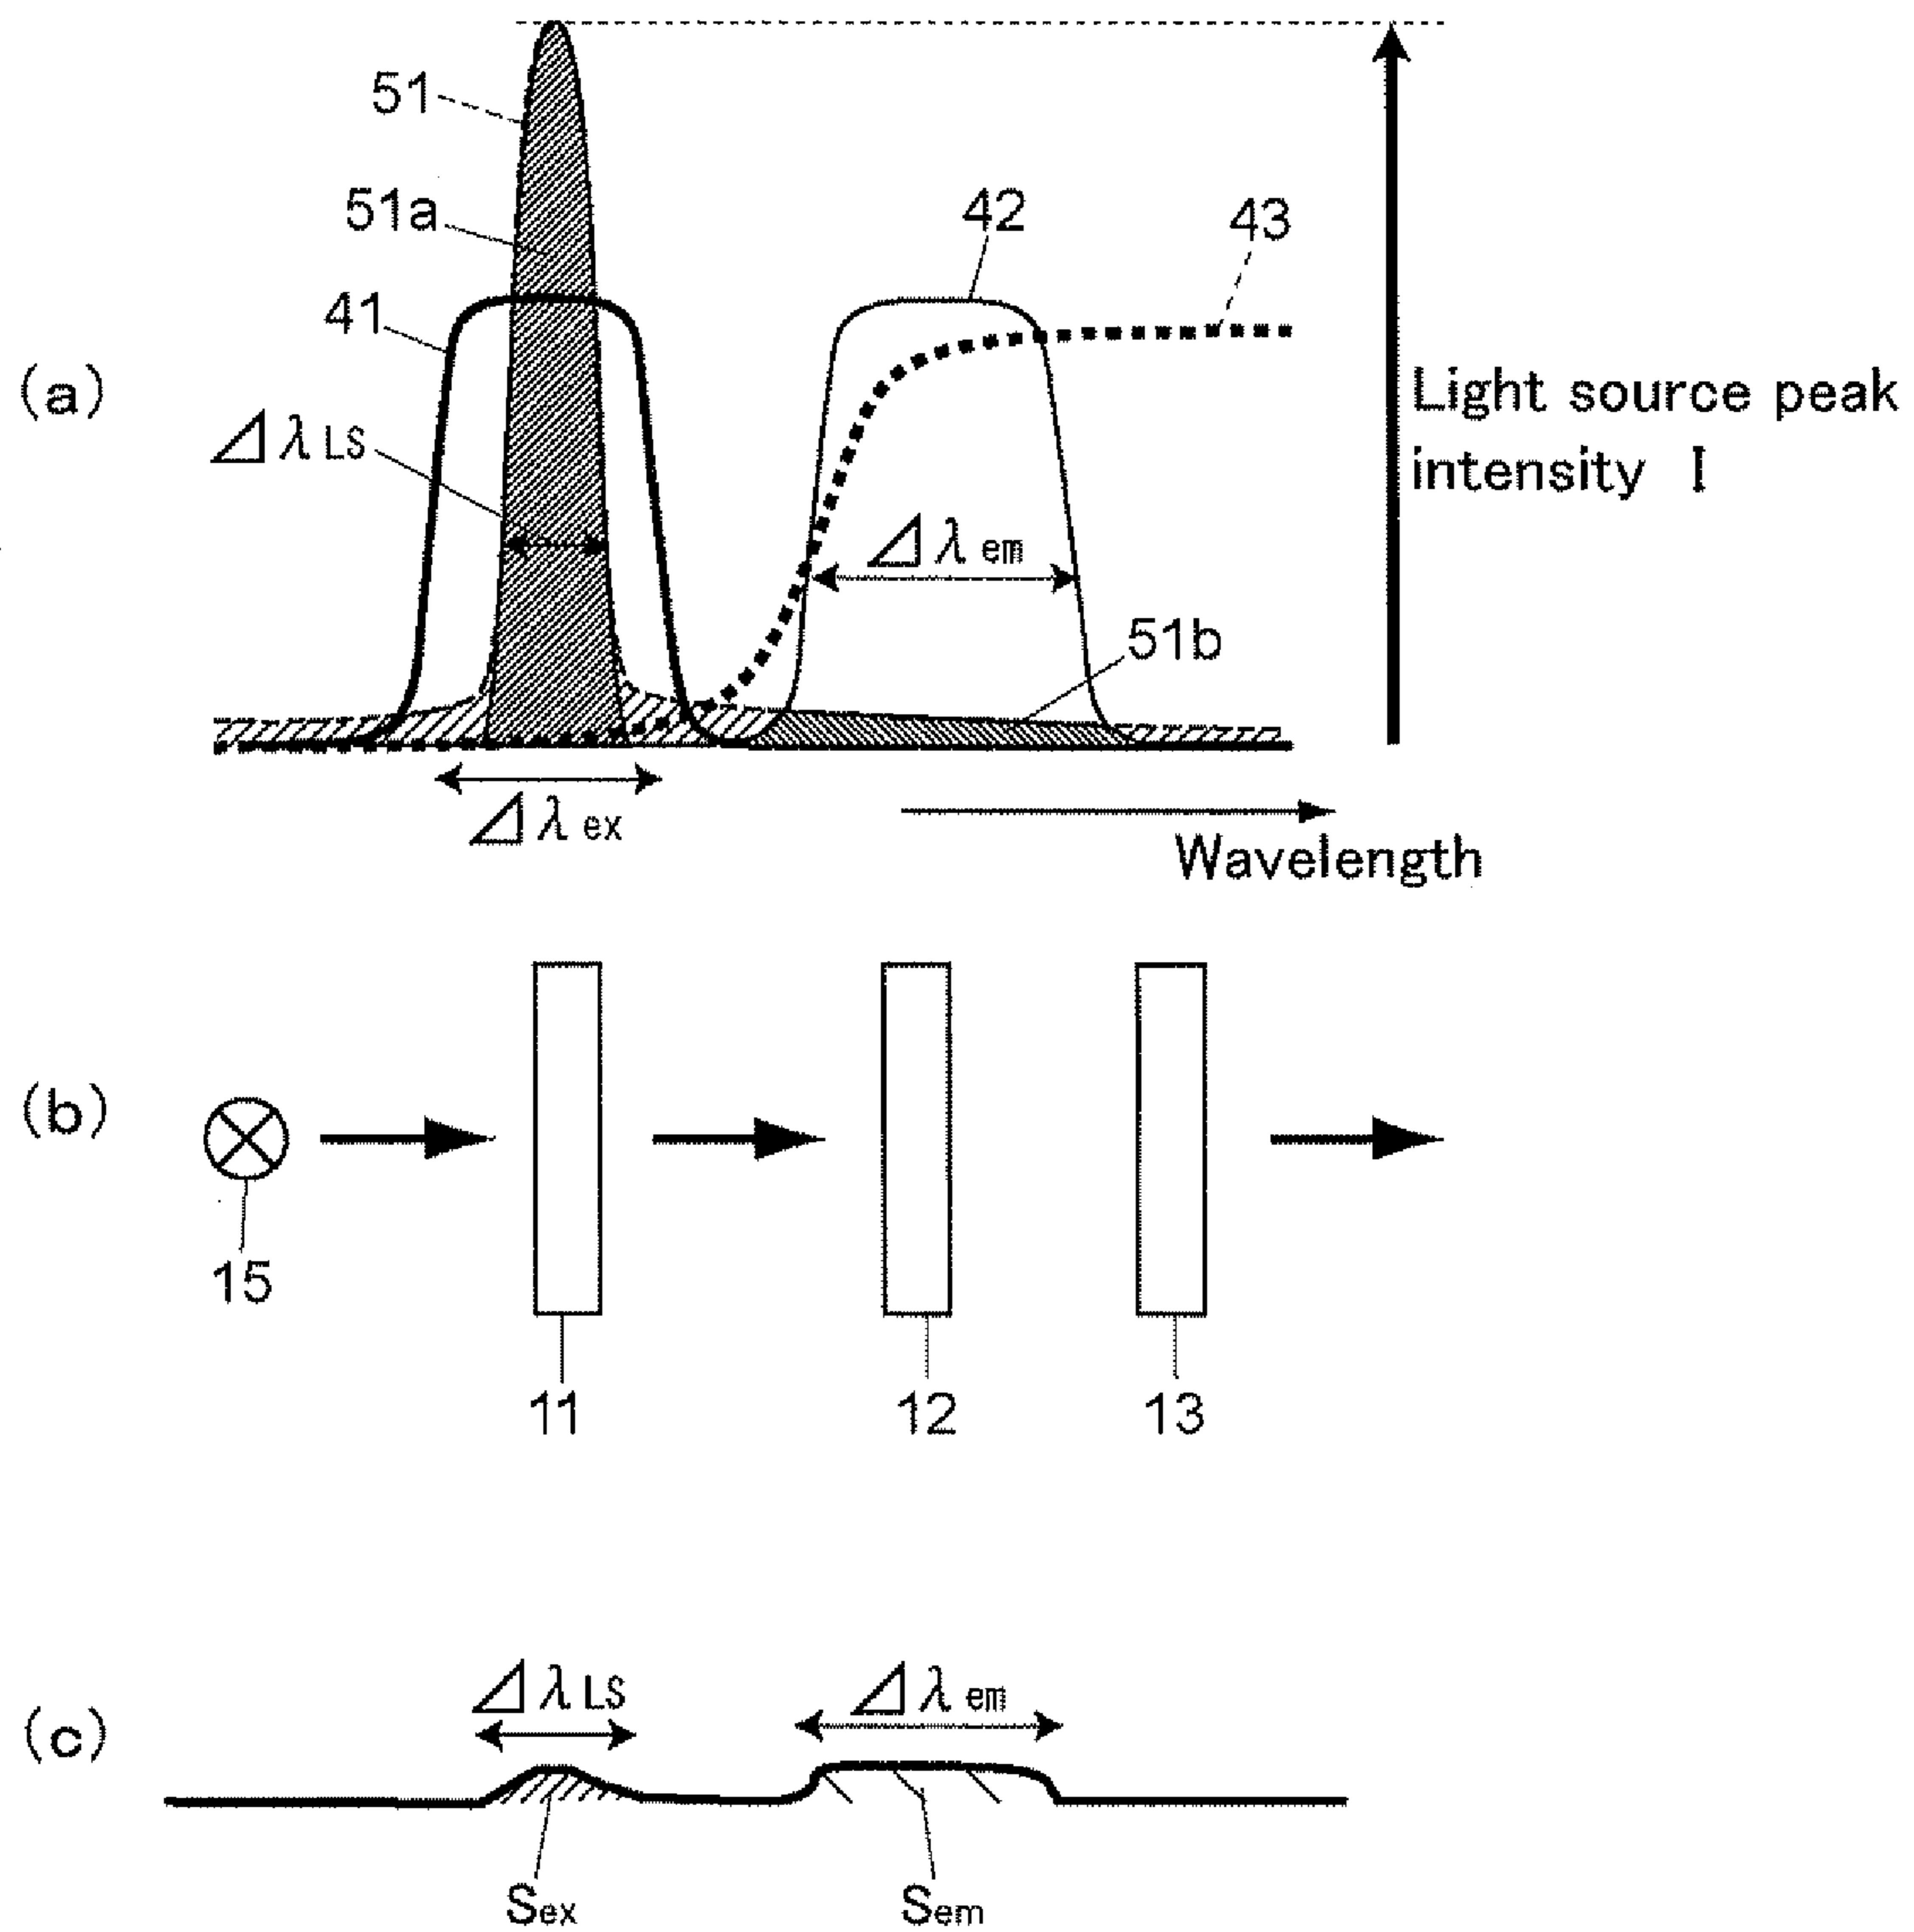 (a)
51
51a
41
42
43
⊿λLS
⊿λem
51b
Light source peak
intensity I
⊿λex
Wavelength
(b)
15
11
12
13
(c)
⊿λLS
⊿λem
Sex
Sem